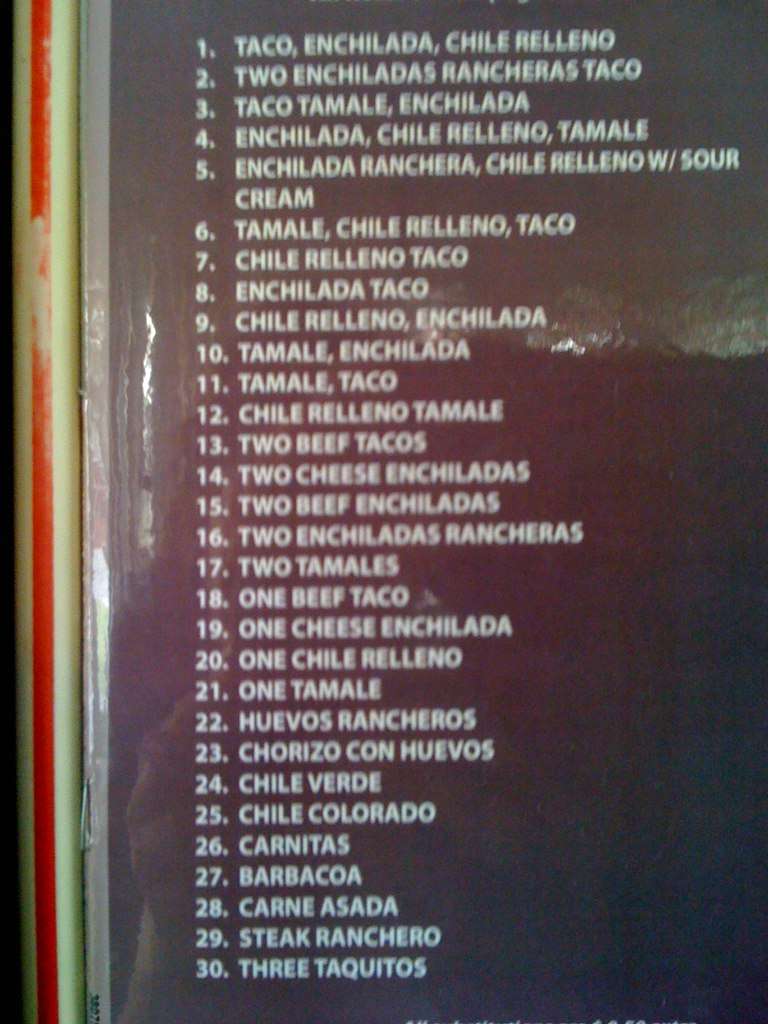 1. TACO, ENCHILADA, CHILE RELLENO
2. TWO ENCHILADAS RANCHERAS TACO
3. TACO TAMALE, ENCHILADA
4. ENCHILADA, CHILE RELLENO, TAMALE
5. ENCHILADA RANCHERA, CHILE RELLENO W/ SOUR
CREAM
6. TAMALE, CHILE RELLENO, TACO
7. CHILE RELLENO TACO
8. ENCHILADA TACO
9. CHILE RELLENO, ENCHILADA
10. TAMALE, ENCHILADA
11. TAMALE, TACO
12. CHILE RELLENO TAMALE
13. TWO BEEF TACOS
14. TWO CHEESE ENCHILADAS
15. TWO BEEF ENCHILADAS
16. TWO ENCHILADAS RANCHERAS
17. TWO TAMALES
18. ONE BEEF TACO
19. ONE CHEESE ENCHILADA
20. ONE CHILE RELLENO
21. ONE TAMALE
22. HUEVOS RANCHEROS
23. CHORIZO CON HUEVOS
24. CHILE VERDE
25. CHILE COLORADO
26. CARNITAS
27. BARBACOA
28. CARNE ASADA
29. STEAK RANCHERO
30. THREE TAQUITOS